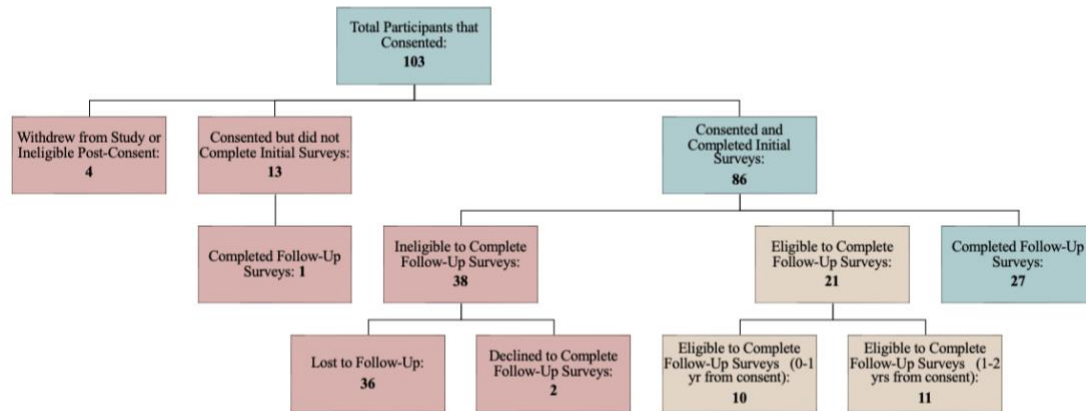 Total Participants that
Consented:
103
Withdrew from Study or
Ineligible Post-Consent:
4
Consented but did not
Complete Initial Surveys:
13
Consented and
Completed Initial
Surveys:
86
Completed Follow-Up
Surveys: 1
Ineligible to Complete
Follow-Up Surveys:
38
Eligible to Complete
Follow-Up Surveys:
21
Completed Follow-Up
Surveys:
27
Lost to Follow-Up:
36
Declined to Complete
Follow-Up Surveys:
2
Eligible to Complete
Follow-Up Surveys (0-1
yr from consent):
10
Eligible to Complete
Follow-Up Surveys (1-2
yrs from consent):
11